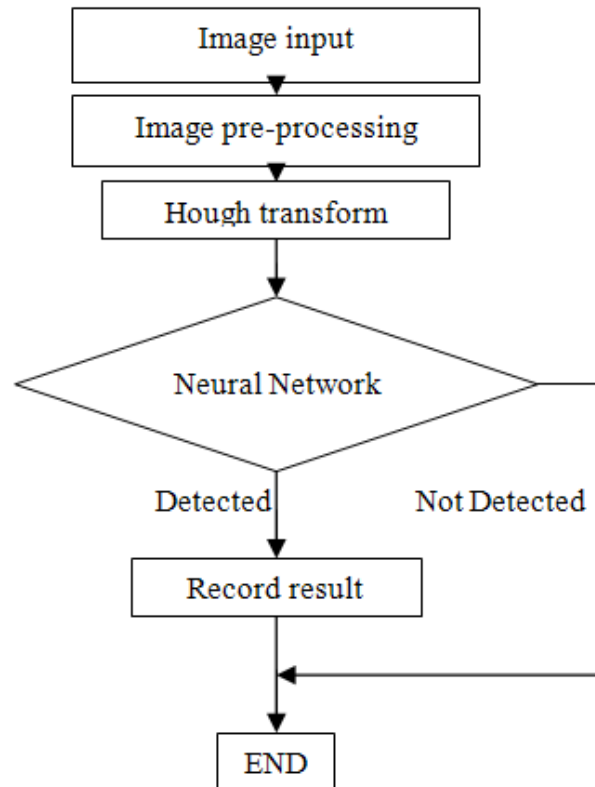 Image input
Image pre-processing
Hough transform
Neural Network
Detected
Not Detected
Record result
END